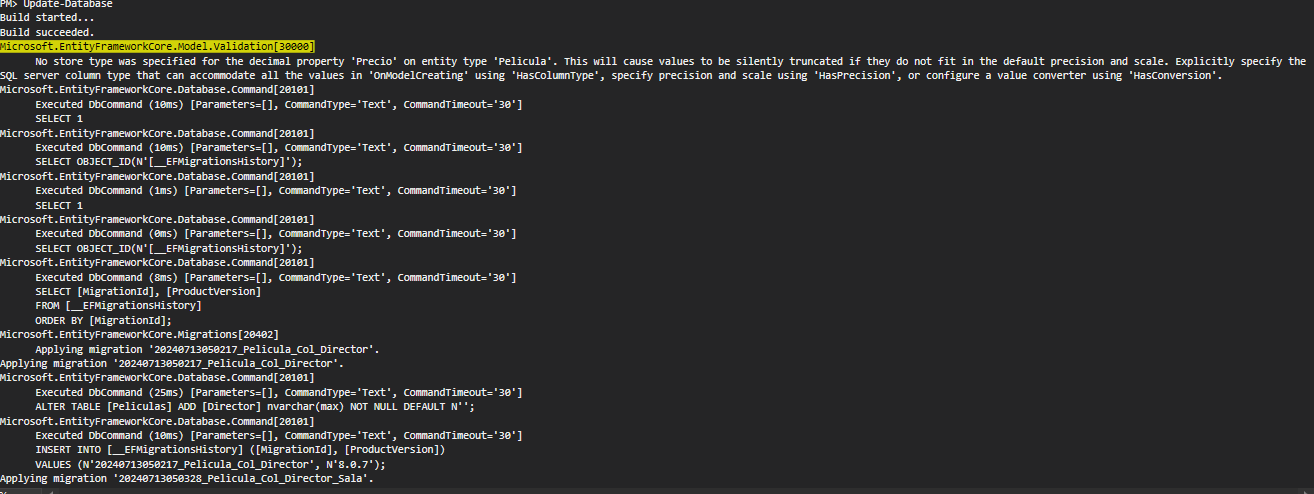 PM> Update-Database
Build started...
Build succeeded.
Microsoft.EntityFrameworkCore.Model.Validation[30000]
No store type was specified for the decimal property 'Precio' on entity type 'Pelicula'. This will cause values to be silently truncated if they do not fit in the default precision and scale. Explicitly specify the
SQL server column type that can accommodate all the values in 'OnModelCreating' using 'HasColumnType', specify precision and scale using 'HasPrecision', or configure a value converter using 'HasConversion'.
Microsoft.EntityFrameworkCore.Database.Command[20101]
Executed DbCommand (10ms) [Parameters=[], CommandType='Text', CommandTimeout='30']
SELECT 1
Microsoft.EntityFrameworkCore.Database.Command[20101]
Executed DbCommand (10ms) [Parameters=[], CommandType='Text', CommandTimeout='30']
SELECT OBJECT_ID(N'[__EFMigrationsHistory]');
Microsoft.EntityFrameworkCore.Database.Command[20101]
Executed DbCommand (1ms) [Parameters=[], CommandType='Text', CommandTimeout='30']
SELECT 1
Microsoft.EntityFrameworkCore.Database.Command[20101]
Executed DbCommand (0ms) [Parameters=[], CommandType='Text', CommandTimeout='30']
SELECT OBJECT_ID(N'[__EFMigrationsHistory]');
Microsoft.EntityFrameworkCore.Database.Command[20101]
Executed DbCommand (8ms) [Parameters=[], CommandType='Text', CommandTimeout='30']
SELECT [MigrationId], [ProductVersion]
FROM [__EFMigrationsHistory]
ORDER BY [MigrationId];
Microsoft.EntityFrameworkCore.Migrations[20402]
Applying migration '20240713050217_Pelicula_Col_Director'.
Applying migration '20240713050217_Pelicula_Col_Director'.
Microsoft.EntityFrameworkCore.Database.Command[20101]
Executed DbCommand (25ms) [Parameters=[], CommandType='Text', CommandTimeout='30']
ALTER TABLE [Peliculas] ADD [Director] nvarchar(max) NOT NULL DEFAULT N'';
Microsoft.EntityFrameworkCore.Database.Command[20101]
Executed DbCommand (10ms) [Parameters=[], CommandType='Text', CommandTimeout='30']
INSERT INTO [__EFMigrationsHistory] ([MigrationId], [ProductVersion])
VALUES (N'20240713050217_Pelicula_Col_Director', N'8.0.7');
Applying migration '20240713050328_Pelicula_Col_Director_Sala'.